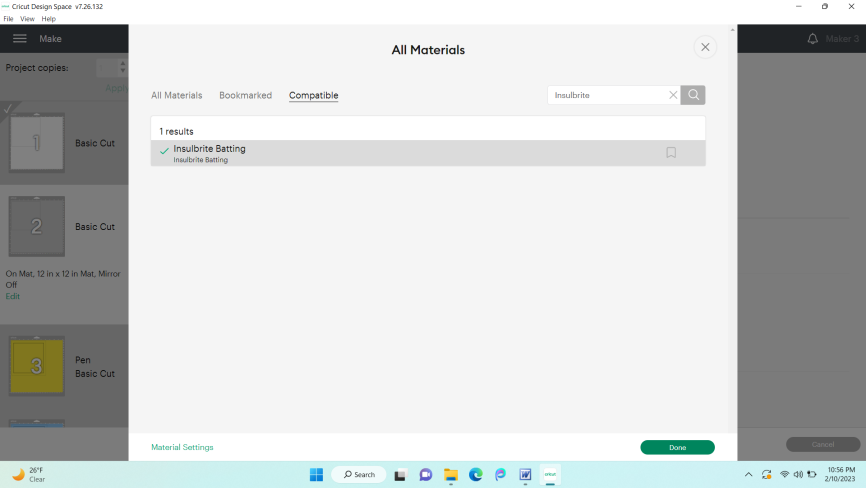 Cricut Design Space v7.26.132
File View Help
Make
Maker 3
Project copies:
Apply
1
Basic Cut
2
Basic Cut
On Mat, 12 in x 12 in Mat, Mirror
Off
Edit
3
Pen
Basic Cut
All Materials
All Materials Bookmarked Compatible
Insulbrite
1 results
Insulbrite Batting
Insulbrite Batting
Material Settings
Done
Cancel
26°F
Clear
Search
cricut
10:56 PM
2/10/2023